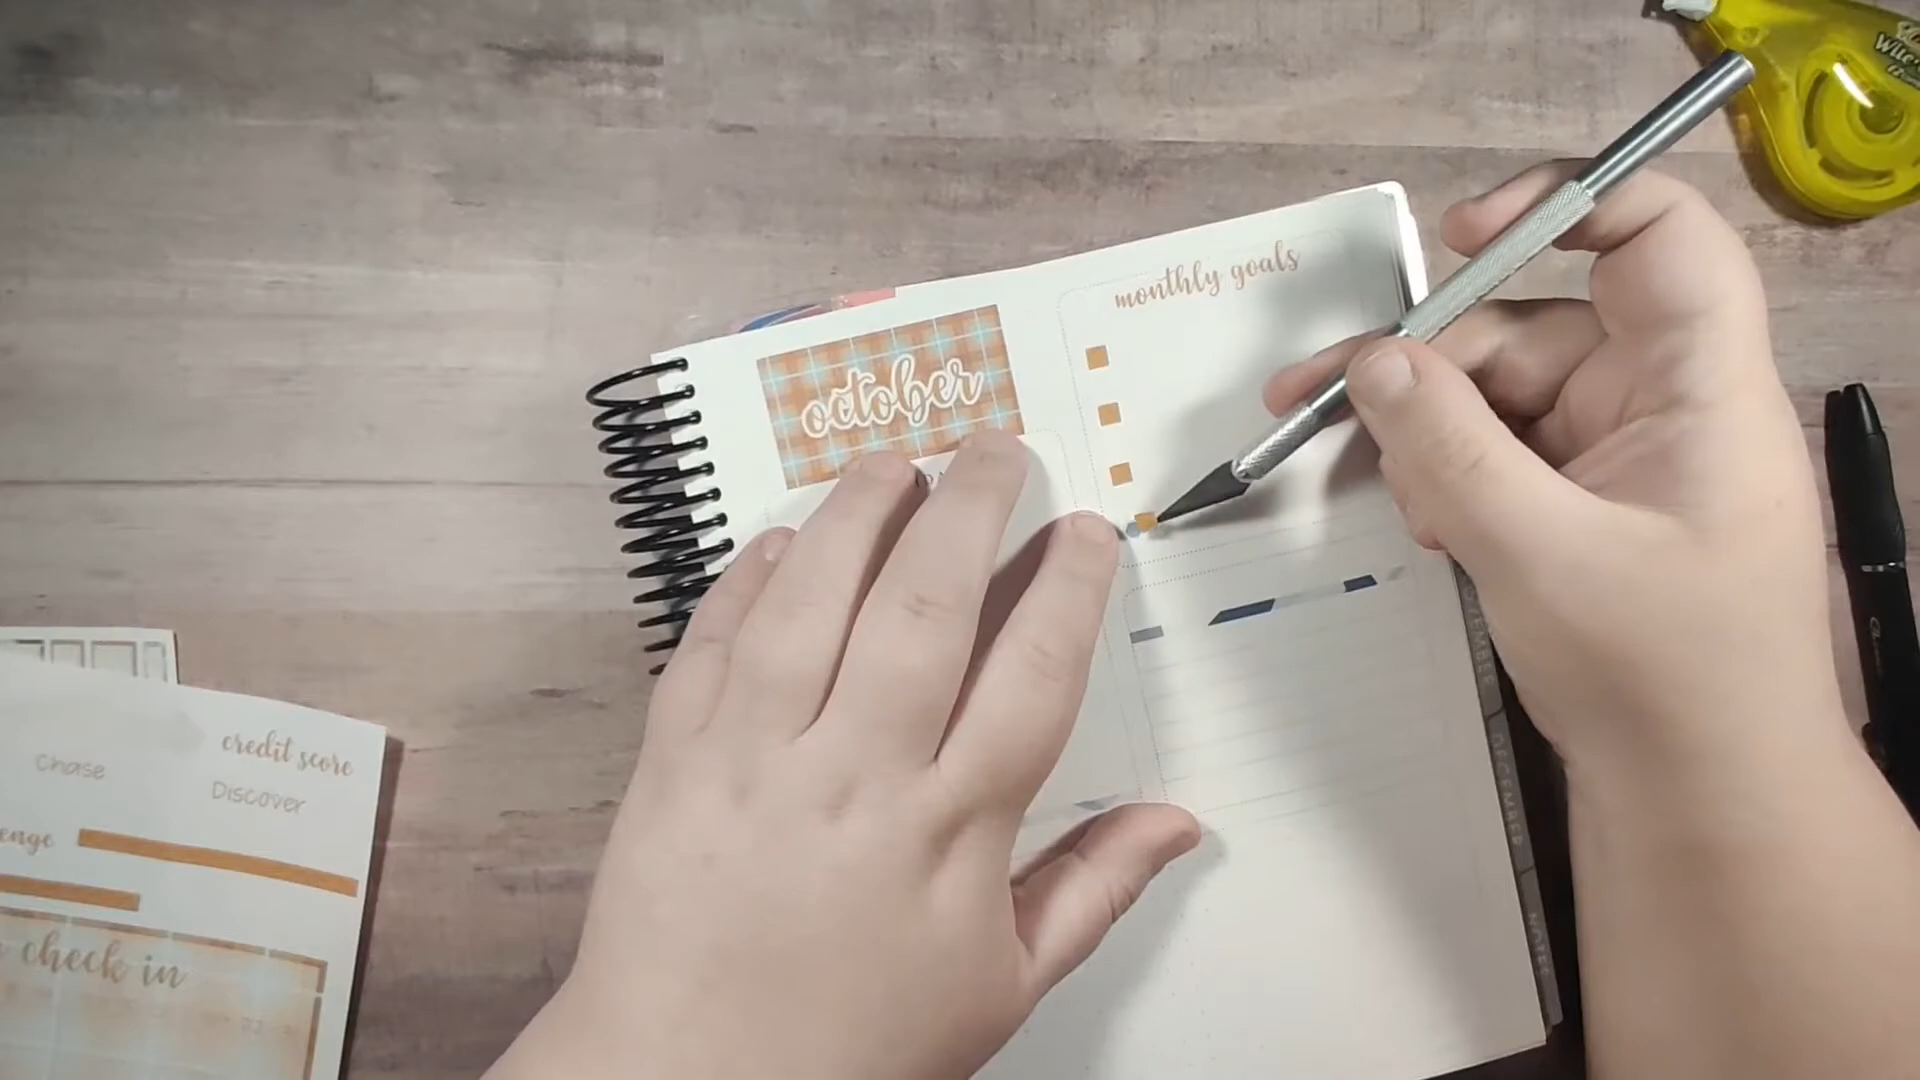 monthly goals
october
credit score
Chase
Discover
enge
check in
DECEMBER
NOTES